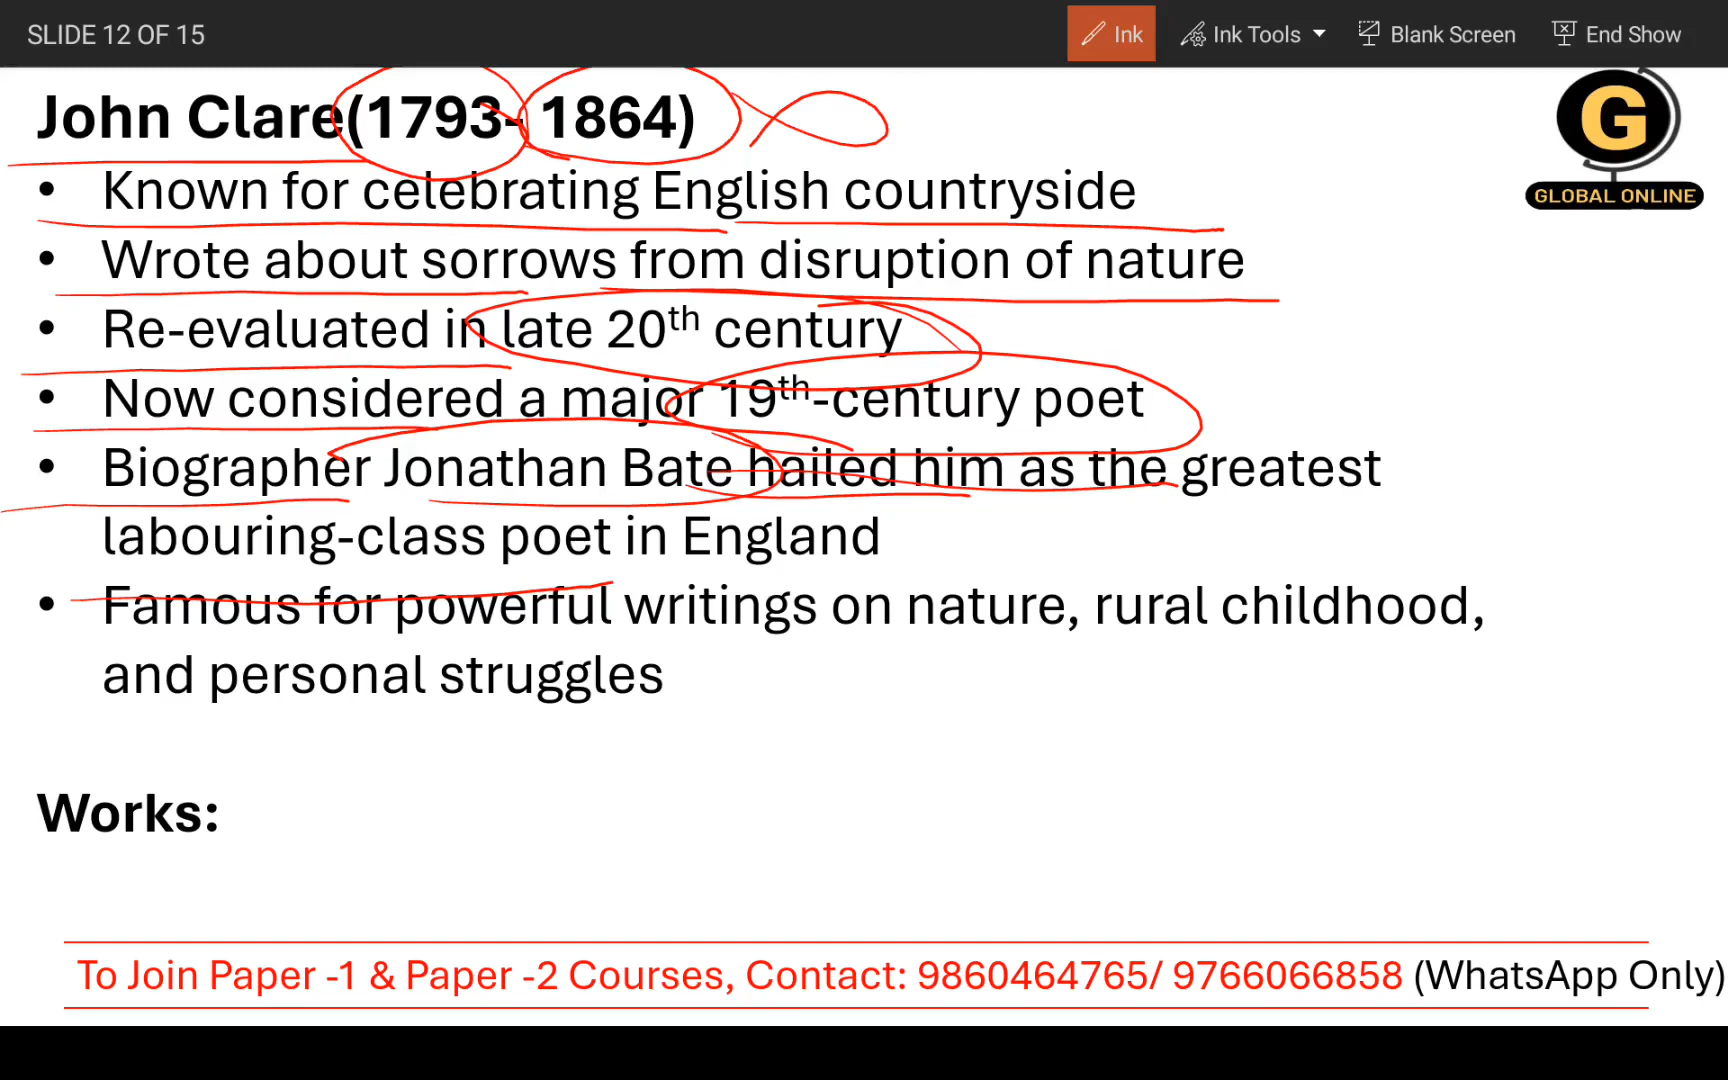 SLIDE 12 OF 15 Ink Ink Tools Blank Screen End Show
John Clare(1793- 1864)
G
GLOBAL ONLINE
• Known for celebrating English countryside
• Wrote about sorrows from disruption of nature
• Re-evaluated in late 20th century
• Now considered a major 19th-century poet
• Biographer Jonathan Bate hailed him as the greatest
labouring-class poet in England
• Famous for powerful writings on nature, rural childhood,
and personal struggles
Works:
To Join Paper -1 & Paper -2 Courses, Contact: 9860464765/ 9766066858 (WhatsApp Only)